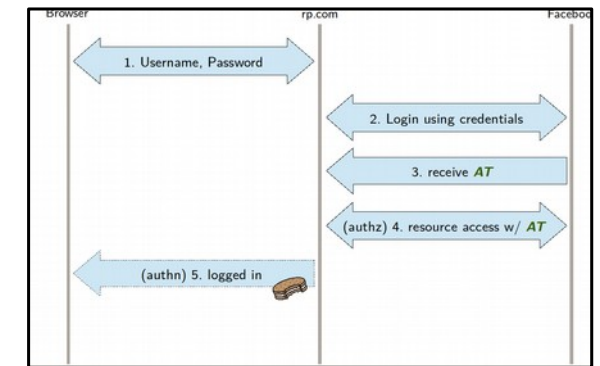 Browser
rp.com
Faceboo
1. Username, Password
2. Login using credentials
3. receive AT
(authz) 4. resource access w/ AT
(authn) 5. logged in